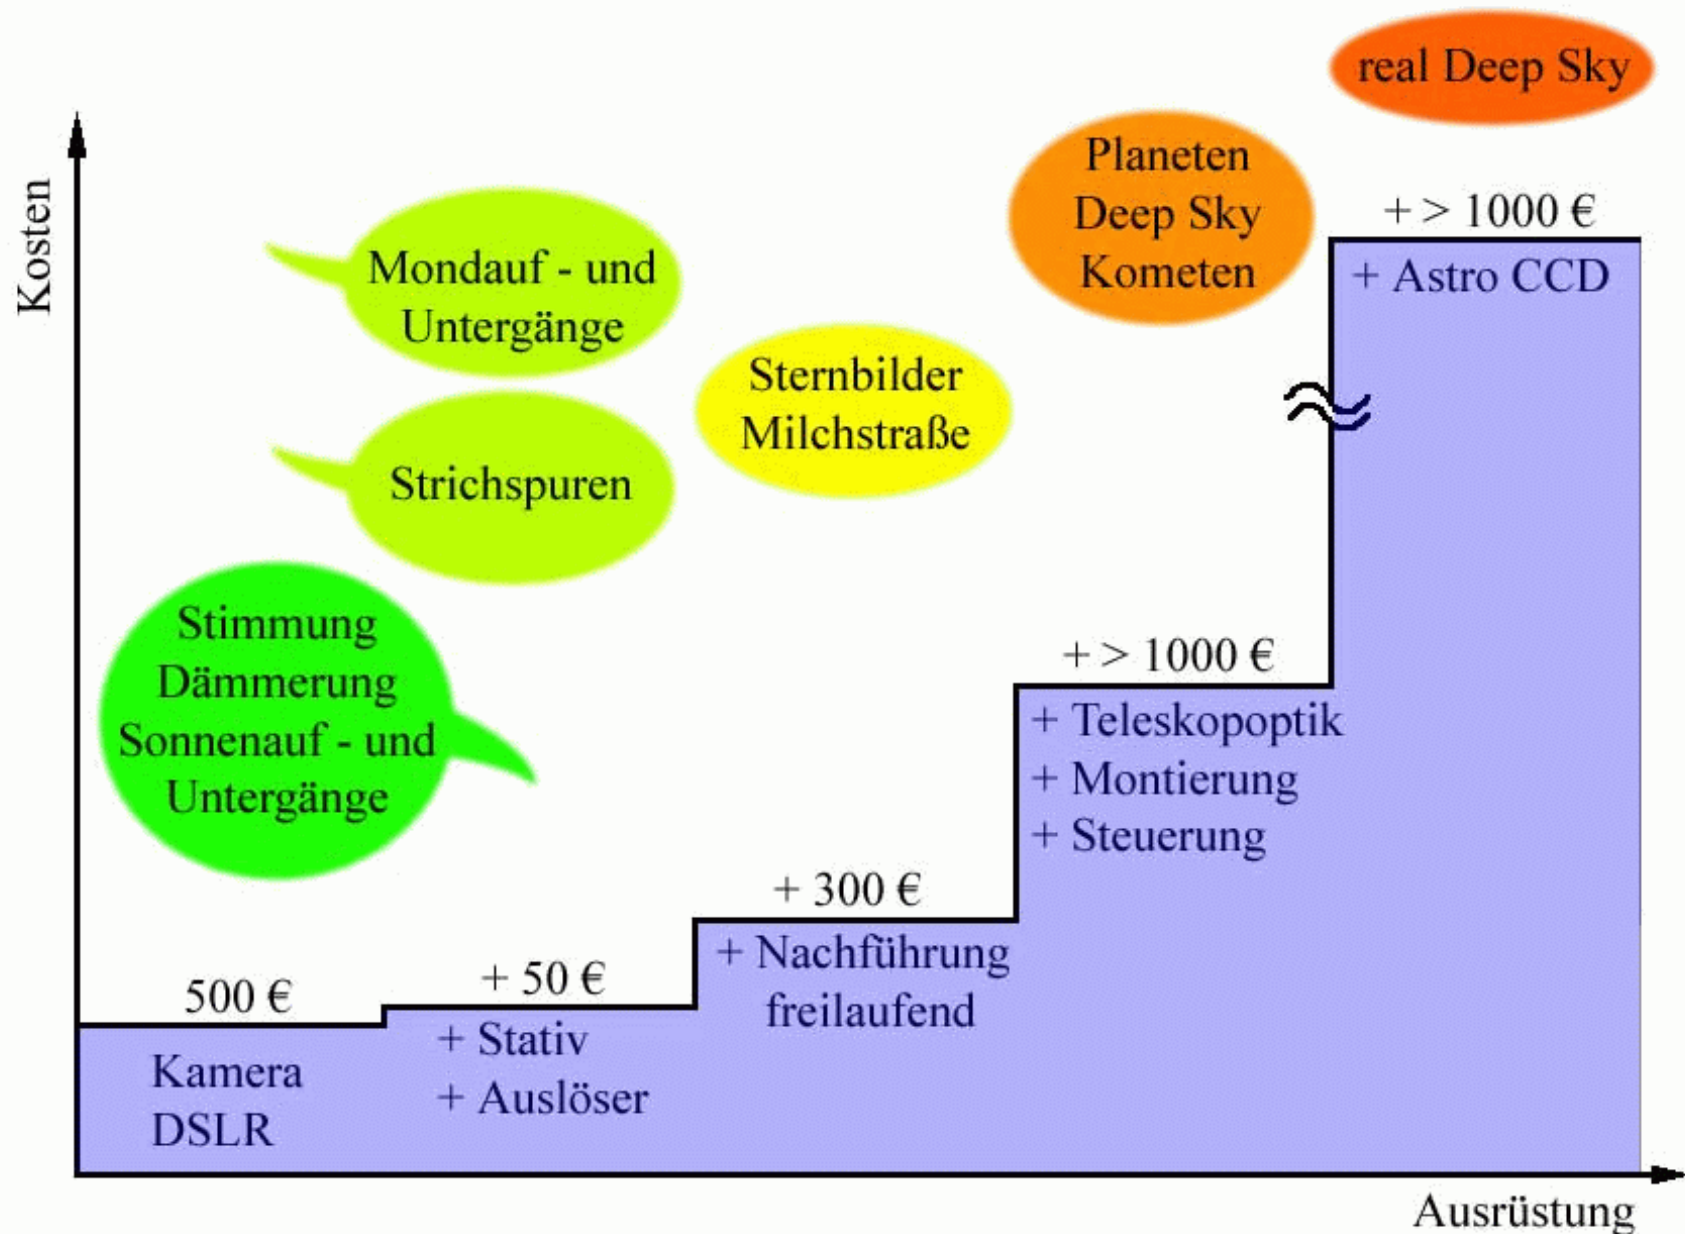 real Deep Sky
Planeten
Deep Sky
Kometen
+ > 1000 €
+ Astro CCD
Kosten
Mondauf - und
Untergänge
Sternbilder
Milchstraße
Strichspuren
Stimmung
Dämmerung
Sonnenauf - und
Untergänge
+ > 1000 €
+ Teleskopoptik
+ Montierung
+ Steuerung
+ 300 €
+ Nachführung
freilaufend
+ 50 €
+ Stativ
+ Auslöser
500 €
Kamera
DSLR
Ausrüstung